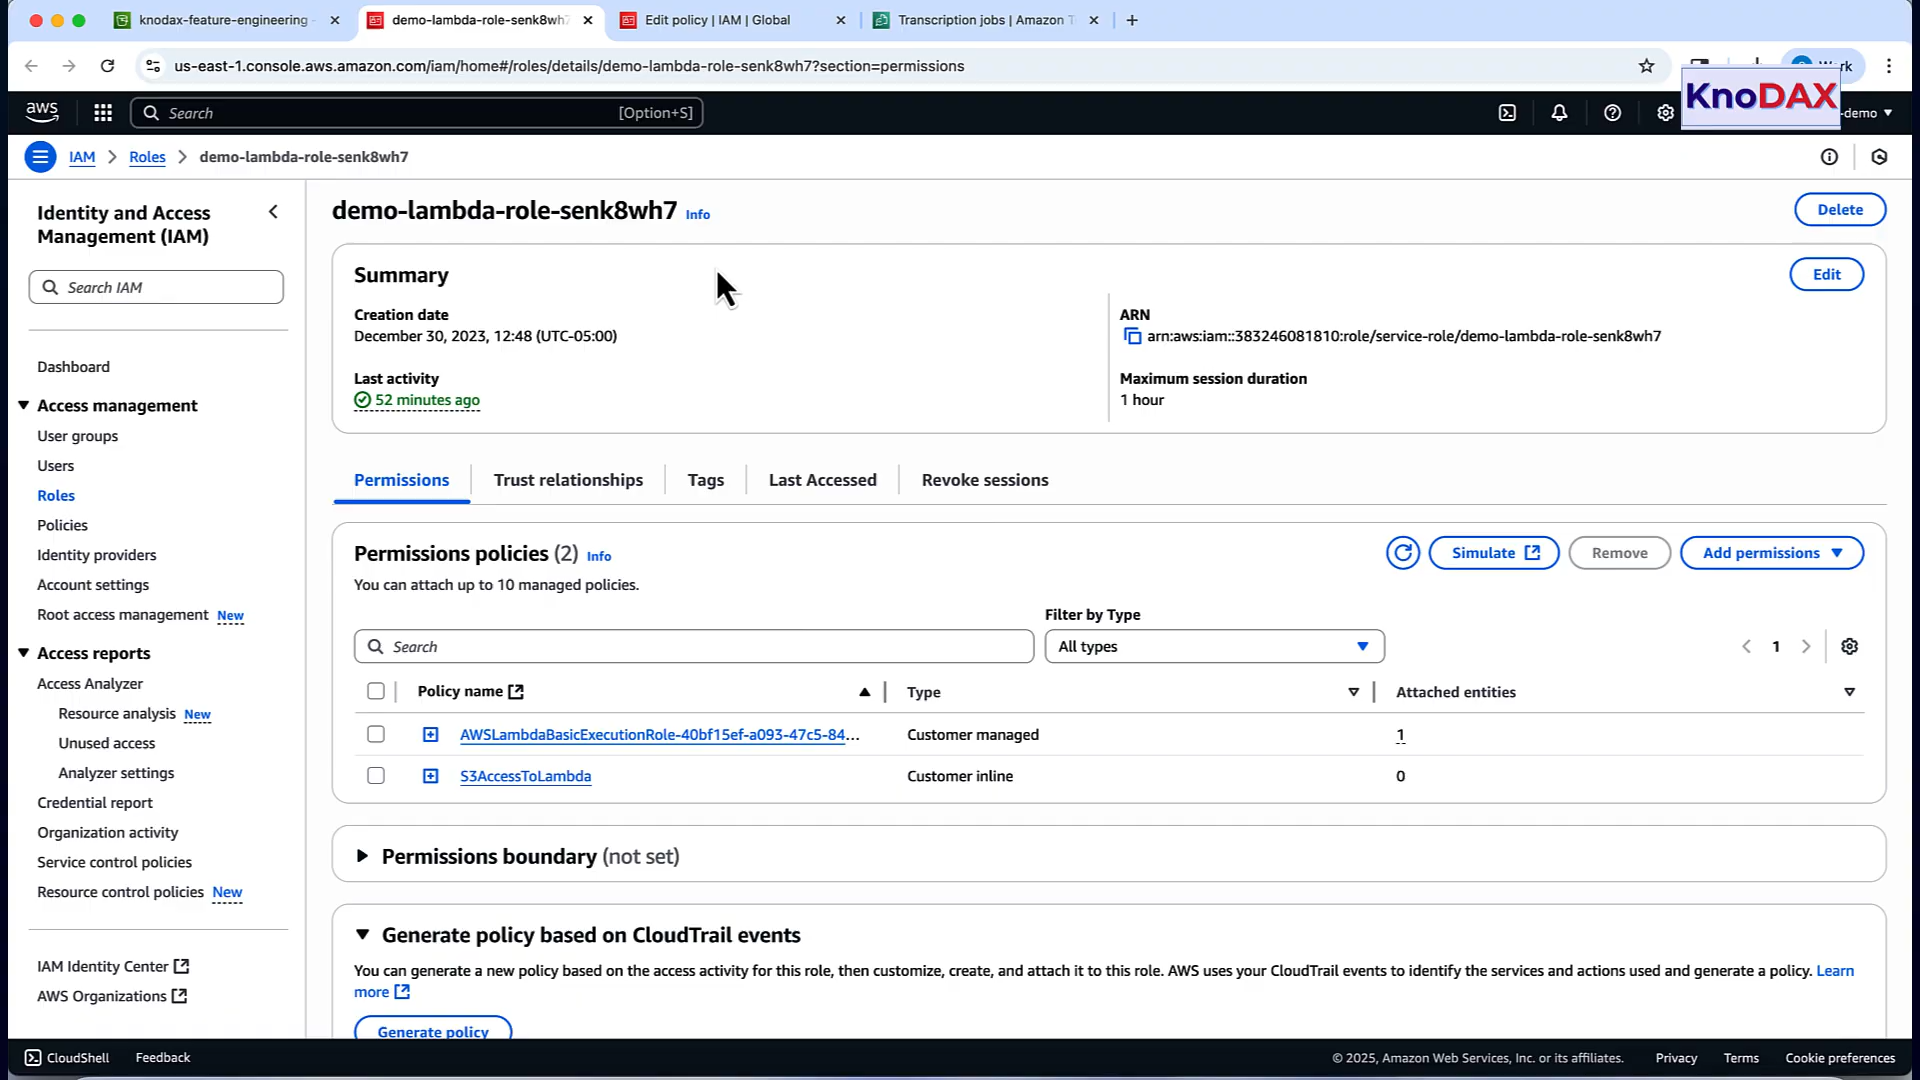 knodax-feature-engineering
demo-lambda-role-senk8wh7
Edit policy | IAM | Global
Transcription jobs | Amazon T
us-east-1.console.aws.amazon.com/iam/home#/roles/details/demo-lambda-role-senk8wh7?section=permissions
aws
Search
[Option+S]
KnoDAX
-demo
IAM
Roles
demo-lambda-role-senk8wh7
Identity and Access
Management (IAM)
Search IAM
Dashboard
Access management
User groups
Users
Roles
Policies
Identity providers
Account settings
Root access management New
Access reports
Access Analyzer
Resource analysis New
Unused access
Analyzer settings
Credential report
Organization activity
Service control policies
Resource control policies New
IAM Identity Center
AWS Organizations
demo-lambda-role-senk8wh7 Info
Delete
Summary
Edit
Creation date
December 30, 2023, 12:48 (UTC-05:00)
ARN
arn:aws:iam::383246081810:role/service-role/demo-lambda-role-senk8wh7
Last activity
52 minutes ago
Maximum session duration
1 hour
Permissions
Trust relationships
Tags
Last Accessed
Revoke sessions
Permissions policies (2) Info
You can attach up to 10 managed policies.
Simulate
Remove
Add permissions
Filter by Type
Search
All types
1
Policy name
Type
Attached entities
AWSLambdaBasicExecutionRole-40bf15ef-a093-47c5-84...
Customer managed
1
S3AccessToLambda
Customer inline
0
Permissions boundary (not set)
Generate policy based on CloudTrail events
You can generate a new policy based on the access activity for this role, then customize, create, and attach it to this role. AWS uses your CloudTrail events to identify the services and actions used and generate a policy. Learn
more
Generate policy
CloudShell
Feedback
© 2025, Amazon Web Services, Inc. or its affiliates.
Privacy
Terms
Cookie preferences